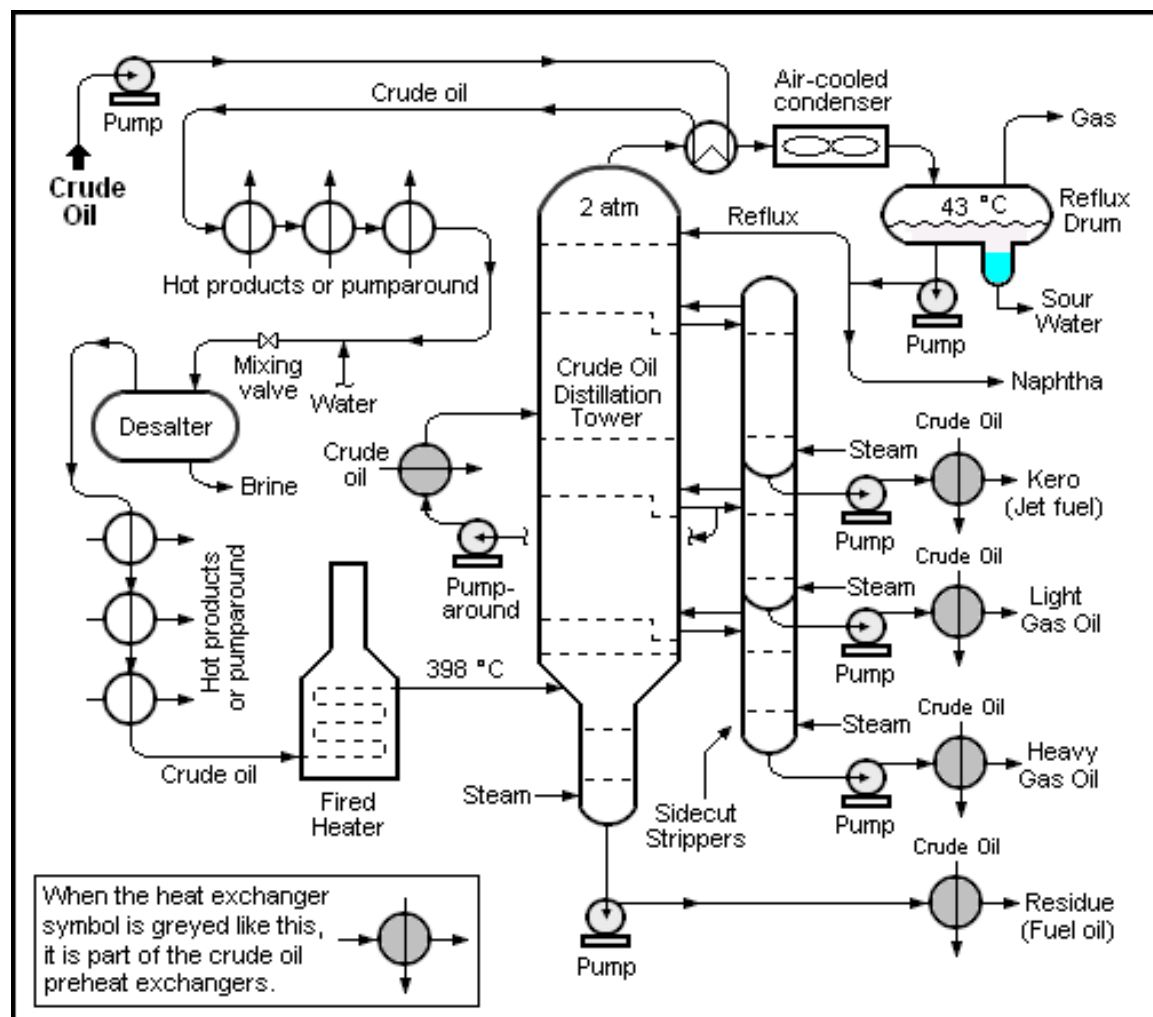 Crude oil
Pump
Crude
Oil
Air-cooled
condenser
Gas
2 atm
43 °C
Reflux
Drum
Reflux
Hot products or pumparound
Sour
Water
Pump
Mixing
valve
Water
Crude Oil
Distillation
Tower
Naphtha
Desalter
Brine
Crude
oil
Crude Oil
Steam
Kero
(Jet fuel)
Pump
Pump-
around
Hot products
or pumparound
Crude Oil
Steam
Light
Gas Oil
Pump
398 °C
Crude oil
Fired
Heater
Steam
Sidecut
Strippers
Crude Oil
Steam
Heavy
Gas Oil
Pump
Crude Oil
Residue
(Fuel oil)
Pump
When the heat exchanger
symbol is greyed like this,
it is part of the crude oil
preheat exchangers.